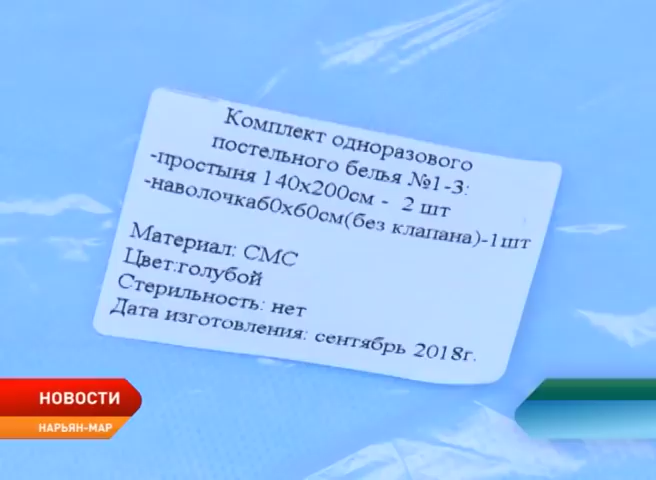 Комплект одноразового
постельного белья №1-3:
-простыня 140х200см - 2 шт
-наволочка60х60см(без клапана)-1шт
Материал: СМС
Цвет:голубой
Стерильность: нет
Дата изготовления: сентябрь 2018г.
НОВОСТИ
НАРЬЯН-МАР